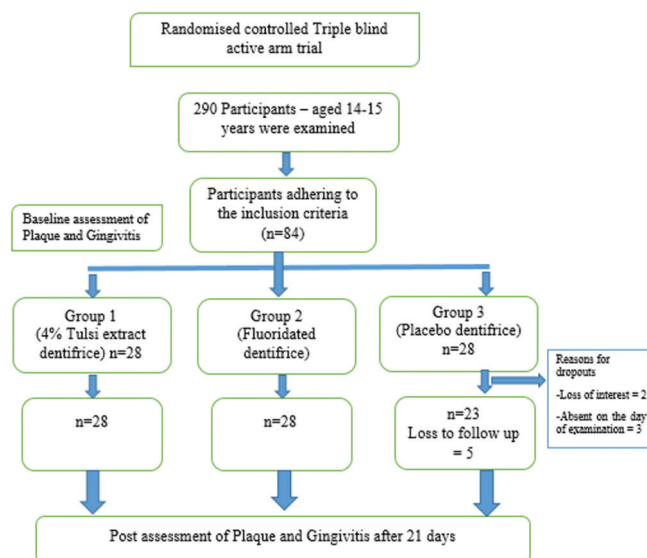 Randomised controlled Triple blind
active arm trial
290 Participants – aged 14-15
years were examined
Participants adhering to
the inclusion criteria
(n=84)
Baseline assessment of
Plaque and Gingivitis
Group 1
(4% Tulsi extract
dentifrice) n=28
Group 2
(Fluoridated
dentifrice)
Group 3
(Placebo dentifrice)
n=28
Reasons for
dropouts
-Loss of interest = 2
-Absent on the day
of examination = 3
n=28
n=28
n=23
Loss to follow up
= 5
Post assessment of Plaque and Gingivitis after 21 days